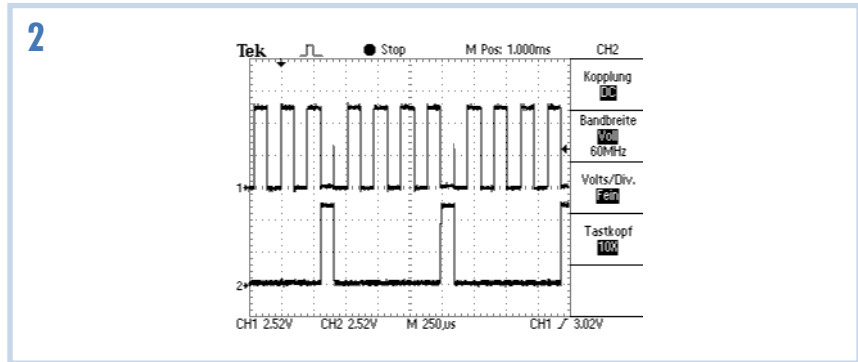 2
Tek Stop M Pos: 1.000ms CH2
Kopplung
DC
Bandbreite
Voll
60MHz
1
Volts/Div.
Fein
Tastkopf
10X
2
CH1 2.52V CH2 2.52V M 250µs CH1 3.02V